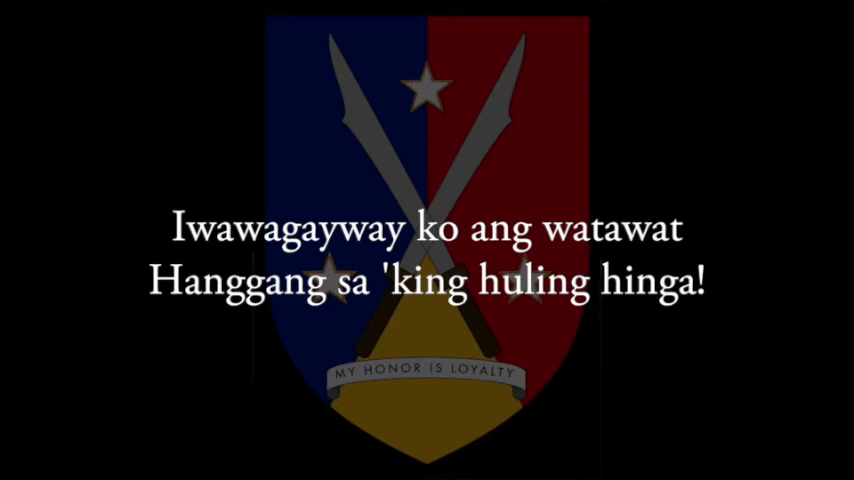 Iwawagayway ko ang watawat
Hanggang sa 'king huling hinga!
MY HONOR IS LOYALTY